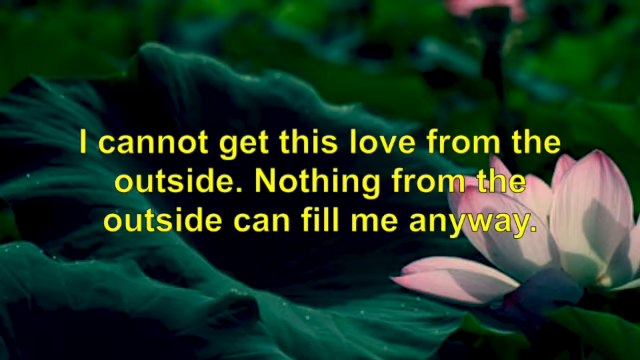 I cannot get this love from the
outside. Nothing from the
outside can fill me anyway.